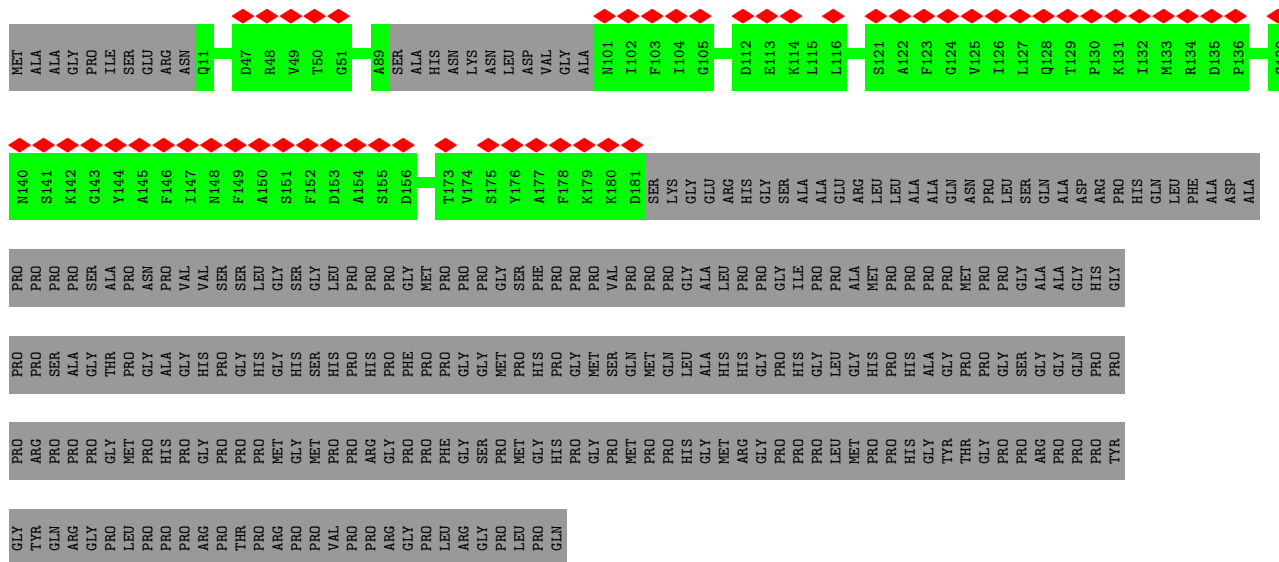 MET ALA ALA GLY PRO ILE SER GLU ARG ASN Q11 D47 R48 V49 T50 G51 A89 SER ALA HIS ASN LYS ASN LEU ASP VAL GLY ALA N101 I102 F103 I104 G105 D112 E113 K114 L115 L116 S121 A122 F123 G124 V125 I126 L127 Q128 T129 P130 K131 I132 M133 R134 D135 P136
N140 S141 K142 G143 Y144 A145 F146 I147 N148 F149 A150 S151 F152 D153 A154 S155 D156 T173 V174 S175 Y176 A177 F178 K179 K180 D181 SER LYS GLY GLU ARG HIS GLY SER ALA ALA GLU ARG LEU LEU ALA ALA GLN ASN PRO LEU SER GLN ALA ASP ARG PRO HIS GLN LEU PHE ALA ASP ALA
PRO PRO PRO PRO SER ALA PRO ASN PRO VAL VAL SER SER LEU GLY SER GLY LEU PRO PRO PRO GLY MET PRO PRO PRO GLY SER PHE PRO PRO PRO VAL PRO PRO PRO GLY ALA LEU PRO PRO GLY ILE PRO PRO ALA MET PRO PRO PRO PRO MET PRO PRO GLY ALA ALA GLY HIS GLY
PRO PRO SER ALA GLY THR PRO GLY ALA GLY HIS PRO GLY HIS GLY HIS SER HIS PRO HIS PRO PHE PRO PRO GLY GLY MET PRO HIS PRO GLY MET SER GLN MET GLN LEU ALA HIS HIS GLY PRO HIS GLY LEU GLY HIS PRO HIS ALA GLY PRO PRO GLY SER GLY GLY GLN PRO PRO
PRO ARG PRO PRO PRO GLY MET PRO HIS PRO GLY PRO PRO PRO MET GLY MET PRO PRO ARG GLY PRO PRO PHE GLY SER PRO MET GLY HIS PRO GLY PRO MET PRO PRO HIS GLY MET ARG GLY PRO PRO PRO LEU MET PRO PRO HIS GLY TYR THR GLY PRO PRO ARG PRO PRO PRO TYR
GLY TYR GLN ARG GLY PRO LEU PRO PRO PRO ARG PRO THR PRO ARG PRO PRO VAL PRO PRO ARG GLY PRO LEU ARG GLY PRO LEU PRO GLN